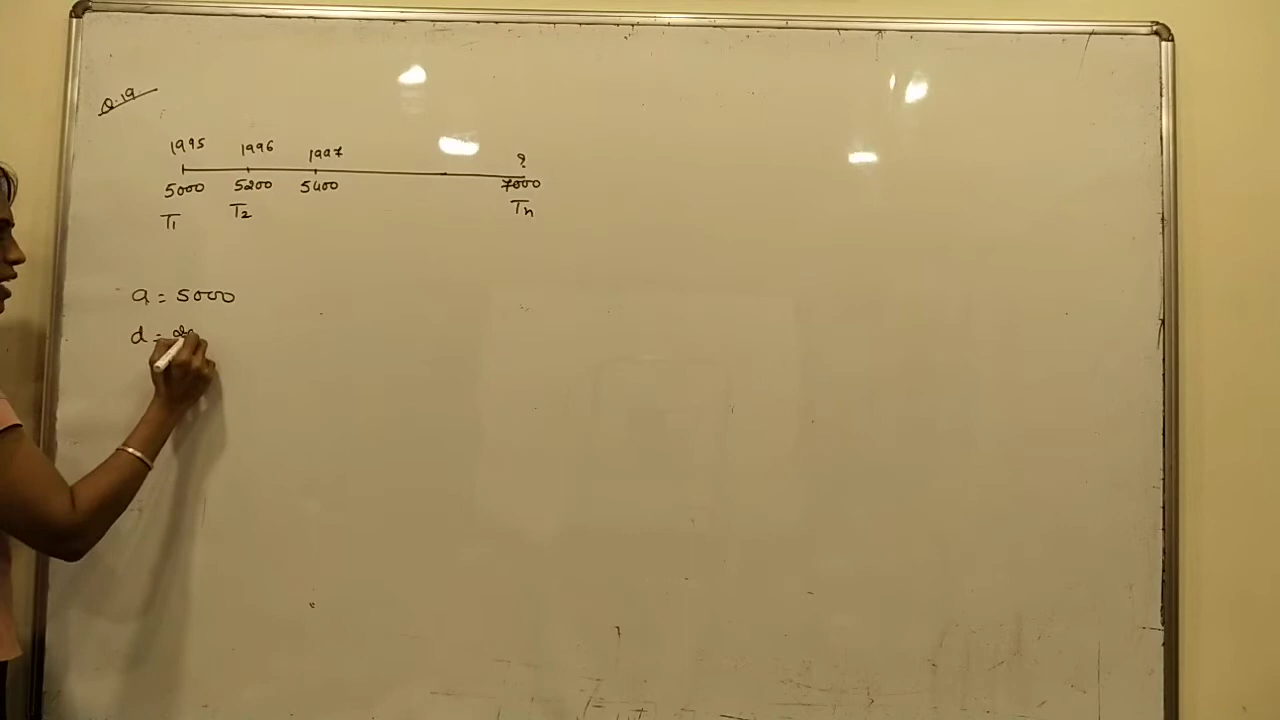 Q.19
1995 1996 1997 ?
5000 5200 5400 7000
T1 T2 Tn
a = 5000
d =